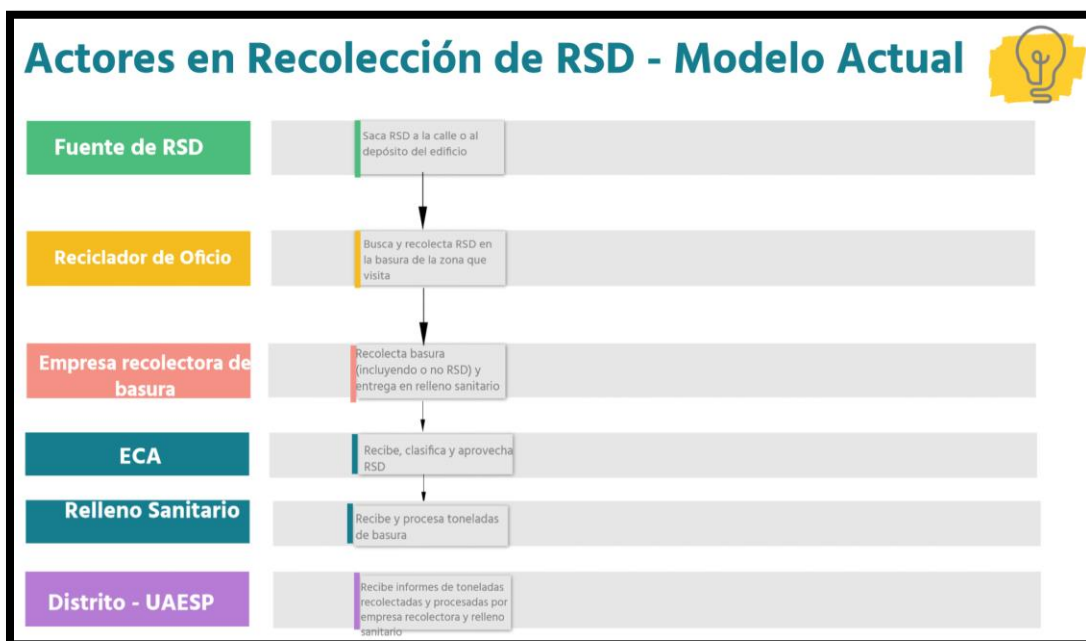 Actores en Recolección de RSD - Modelo Actual
Fuente de RSD
Saca RSD a la calle o al
depósito del edificio
Reciclador de Oficio
Busca y recolecta RSD en
la basura de la zona que
visita
Empresa recolectora de
basura
Recolecta basura
(incluyendo o no RSD) y
entrega en relleno sanitario
ECA
Recibe, clasifica y aprovecha
RSD
Relleno Sanitario
Recibe y procesa toneladas
de basura
Distrito - UAESP
Recibe informes de toneladas
recolectadas y procesadas por
empresa recolectora y relleno
sanitario